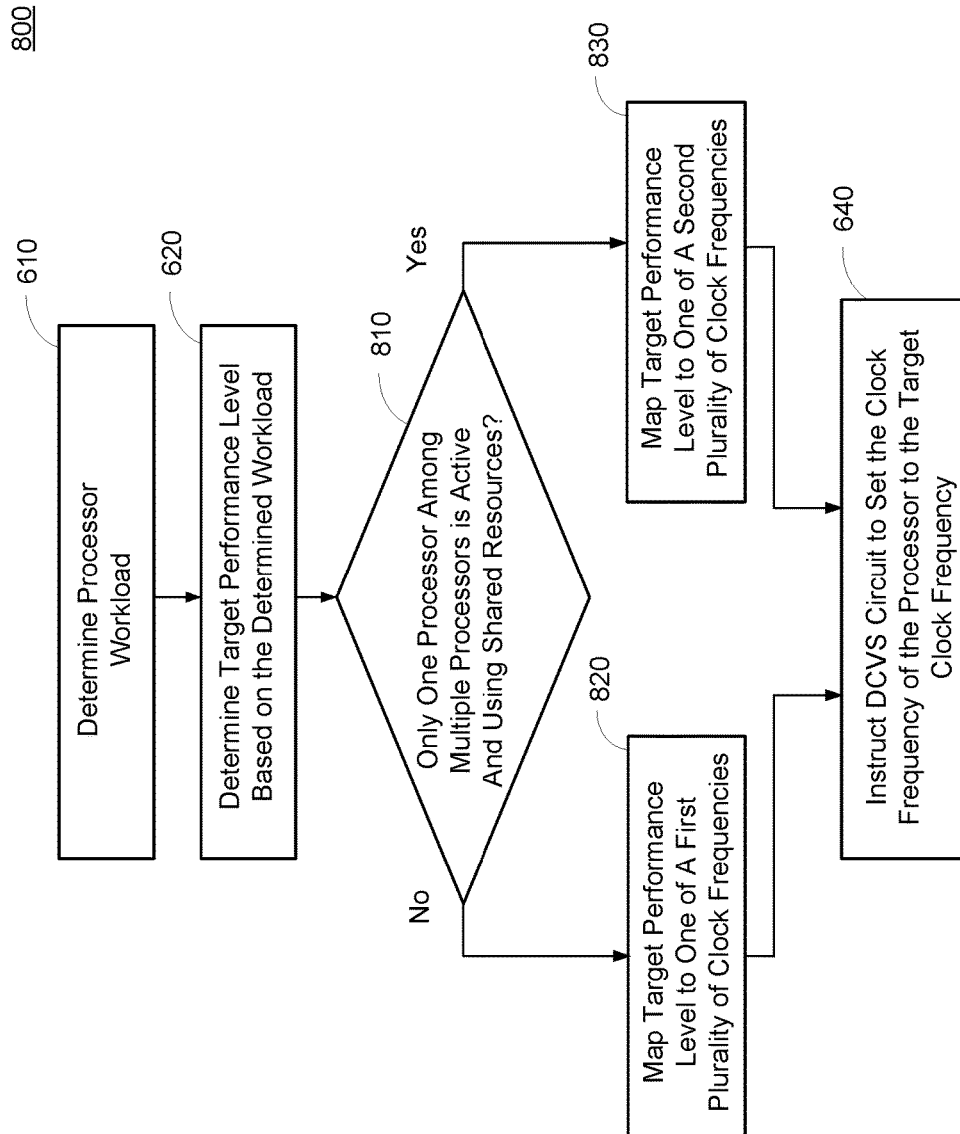 800
610
Determine Processor
Workload
620
Determine Target Performance Level
Based on the Determined Workload
810
Only One Processor Among
Multiple Processors is Active
And Using Shared Resources?
No
Yes
820
Map Target Performance
Level to One of A First
Plurality of Clock Frequencies
830
Map Target Performance
Level to One of A Second
Plurality of Clock Frequencies
640
Instruct DCVS Circuit to Set the Clock
Frequency of the Processor to the Target
Clock Frequency